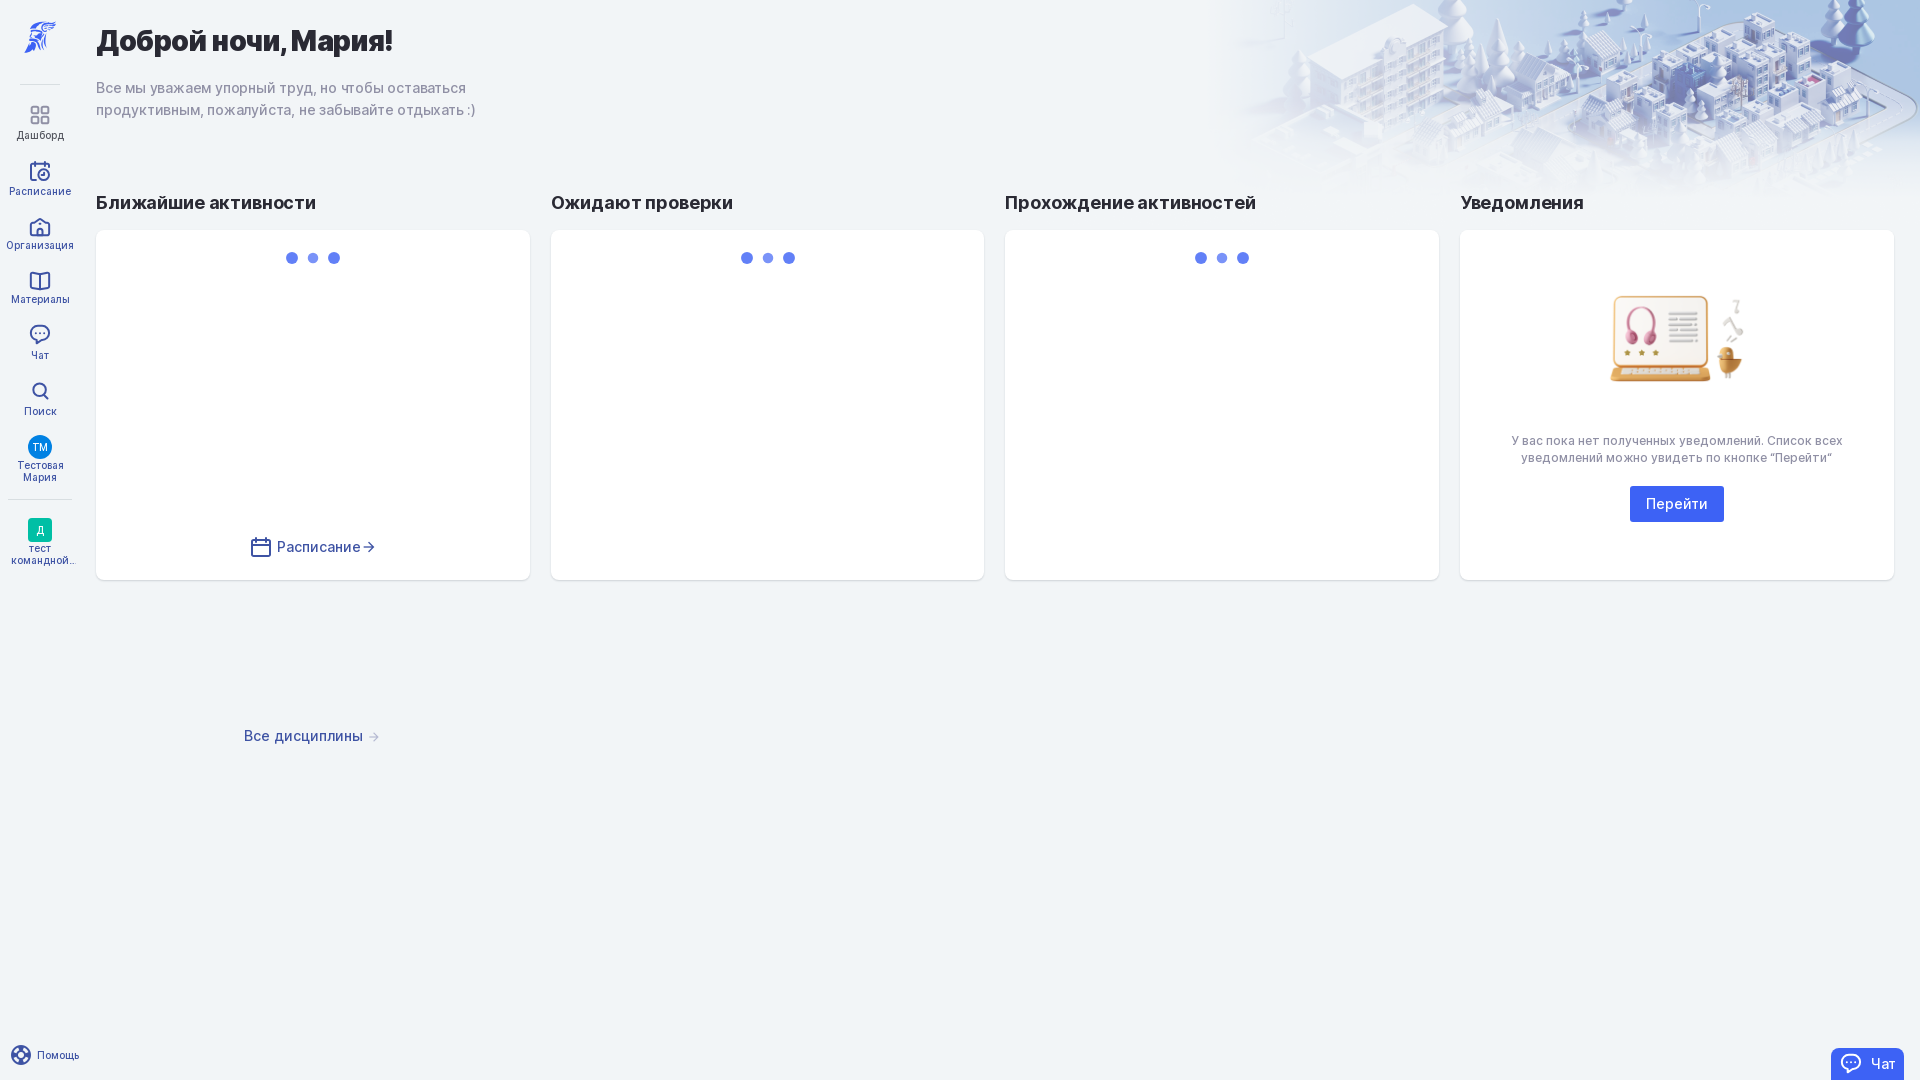 Доброй ночи, Мария!
Все мы уважаем упорный труд, но чтобы оставаться
продуктивным, пожалуйста, не забывайте отдыхать :)
Дашборд
Расписание
Организация
Материалы
Чат
Поиск
ТМ
Тестовая
Мария
Д
тест
командной...
Помощь
Ближайшие активности
Расписание
Ожидают проверки
Прохождение активностей
Уведомления
У вас пока нет полученных уведомлений. Список всех
уведомлений можно увидеть по кнопке “Перейти“
Перейти
Все дисциплины
Чат